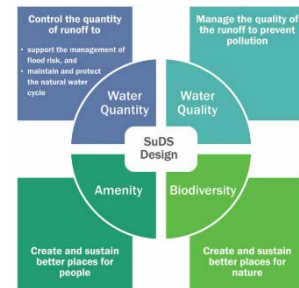 Control the quantity
of runoff to
• support the management of
flood risk, and
• maintain and protect
the natural water
cycle
Manage the quality of
the runoff to prevent
pollution
Water
Quantity
Water
Quality
SuDS
Design
Amenity
Biodiversity
Create and sustain
better places for
people
Create and sustain
better places for
nature